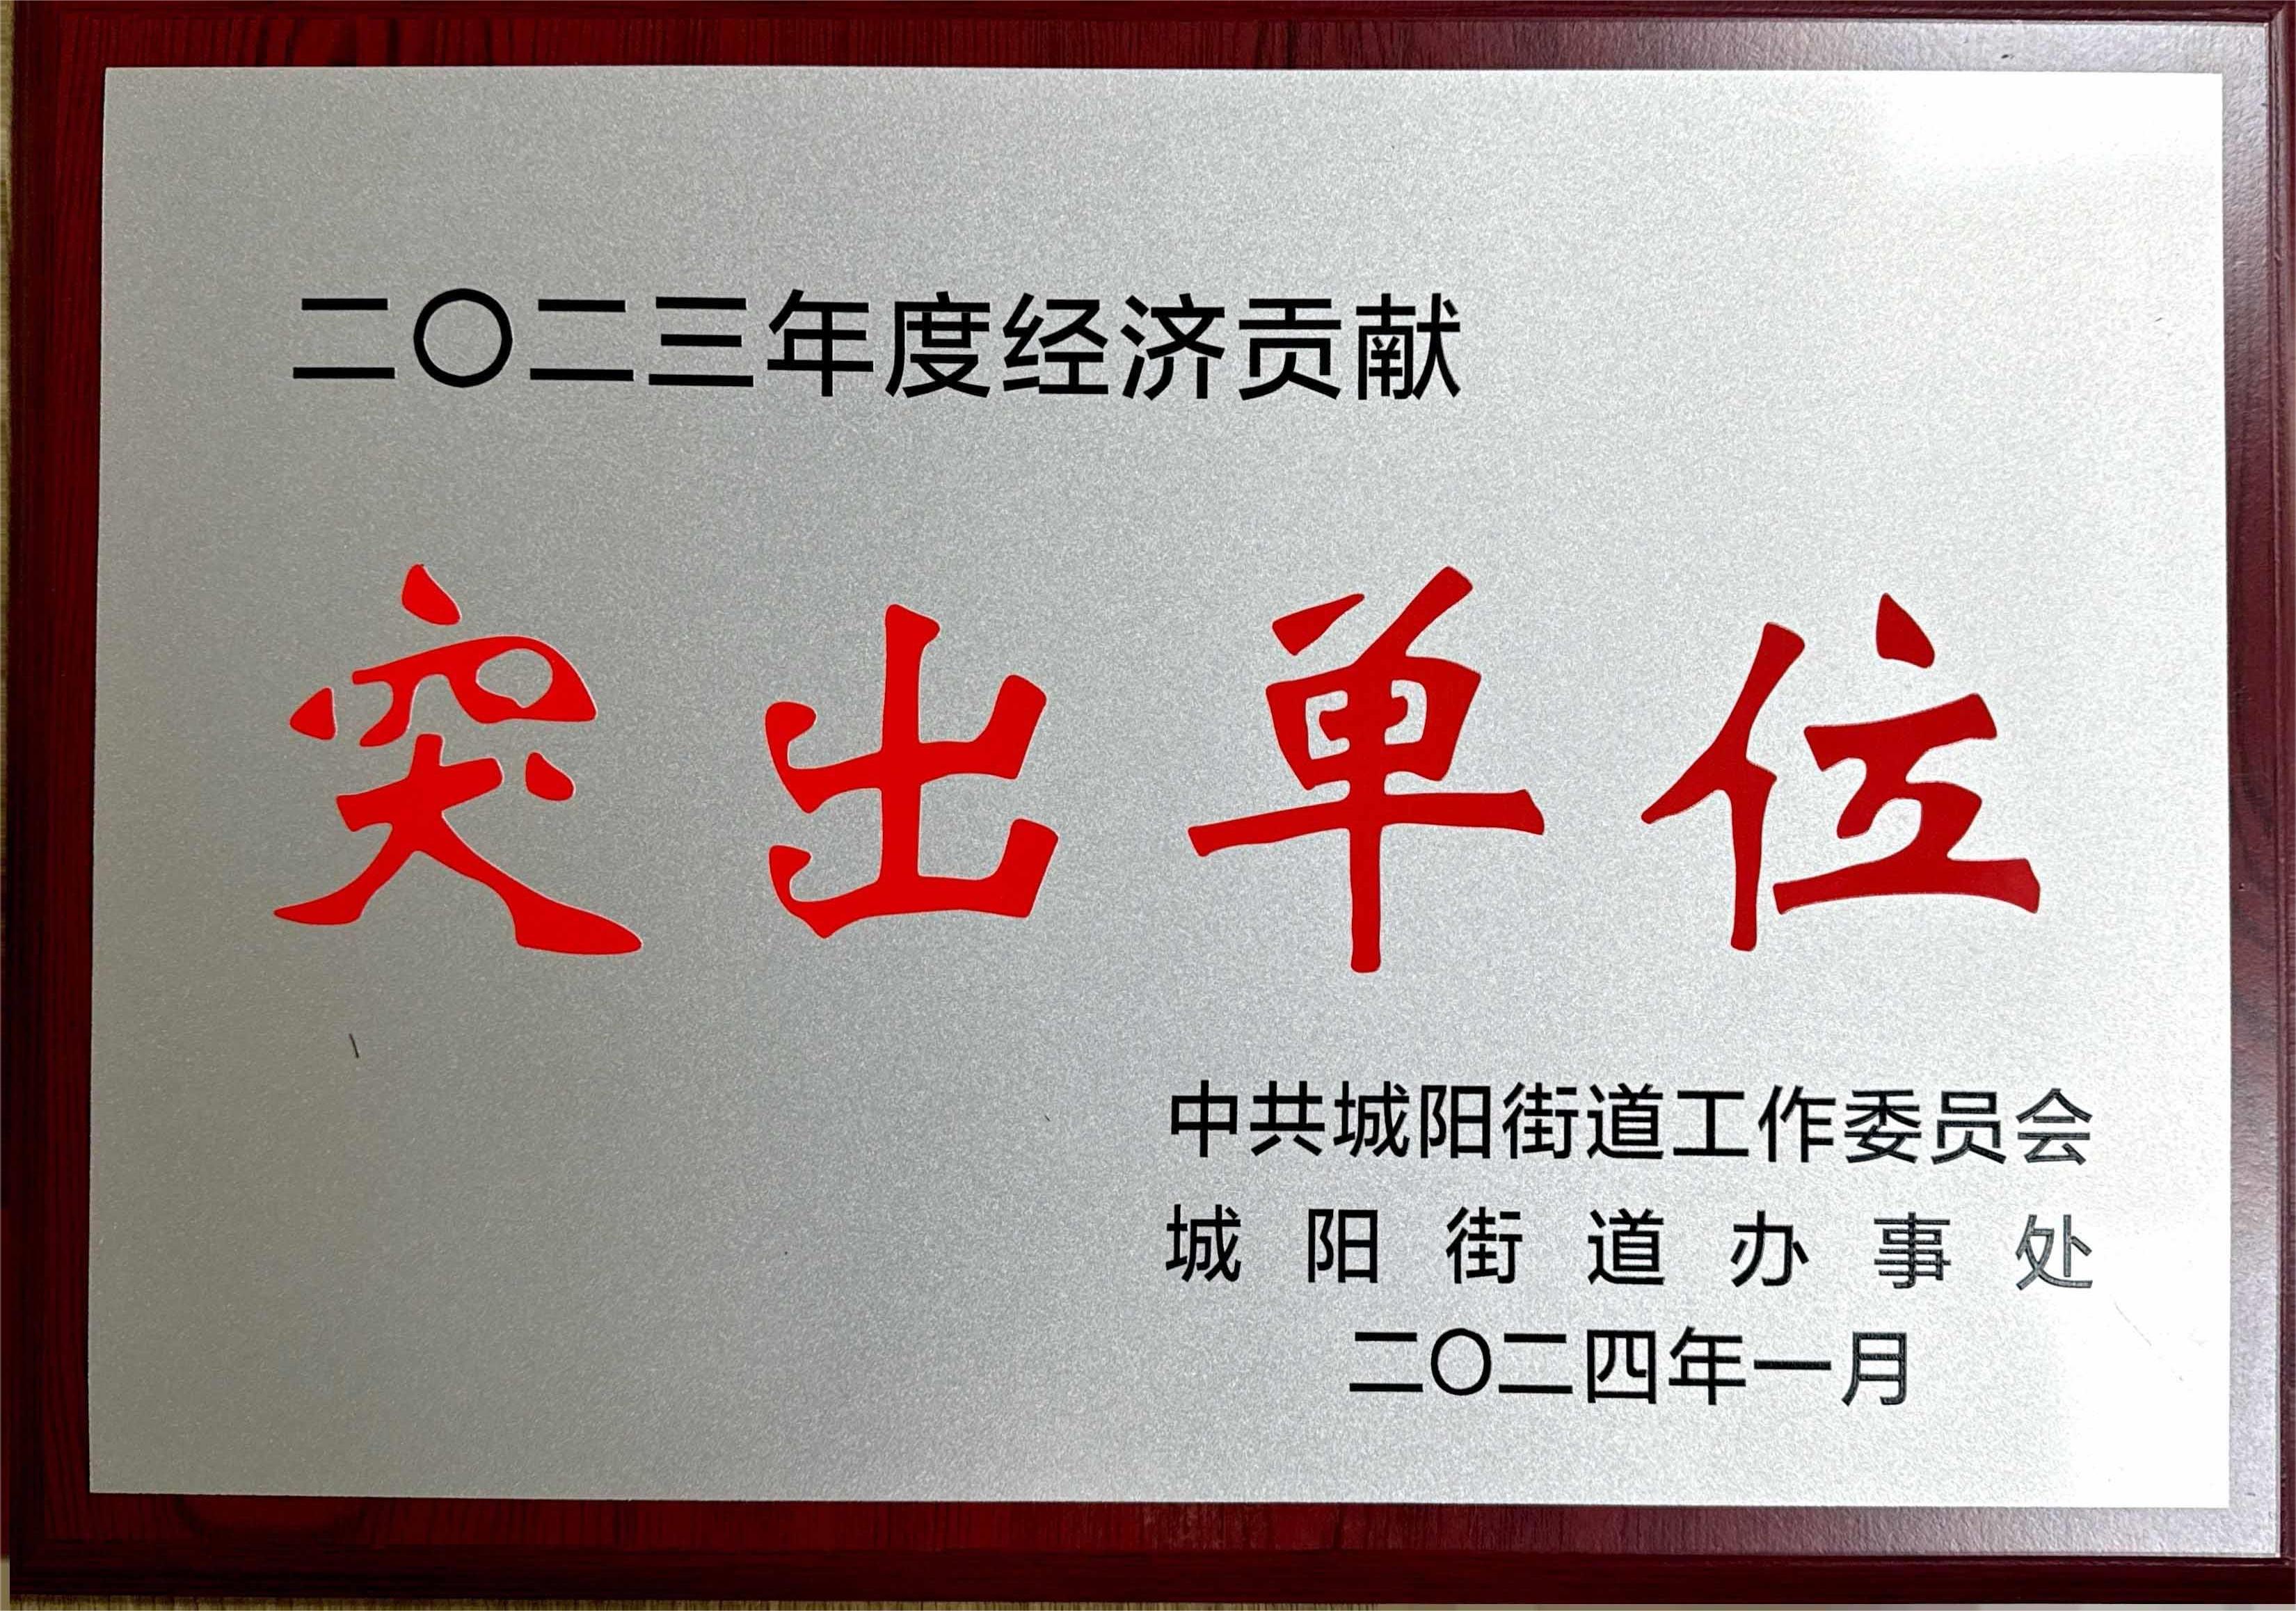 二〇二三年度经济贡献
突出单位
中共城阳街道工作委员会
城阳街道办事处
二〇二四年一月